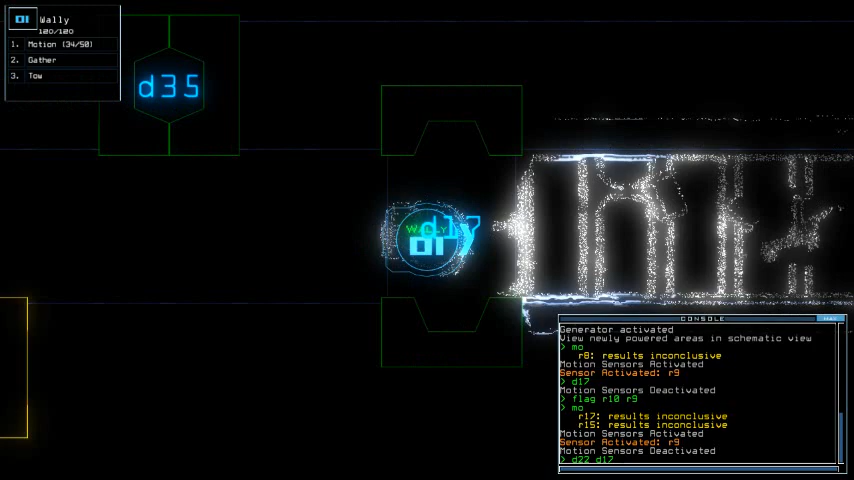 01 Wally
120/120
1. Motion (34/50)
2. Gather
3. Tow
d35
d17
WALLY
01
CONSOLE
Generator activated
View newly powered areas in schematic view
> mo
r8: results inconclusive
Motion Sensors Activated
Sensor Activated: r9
> d17
Motion Sensors Deactivated
> flag r10 r9
> mo
r17: results inconclusive
r15: results inconclusive
Motion Sensors Activated
Sensor Activated: r9
Motion Sensors Deactivated
> d22 d17